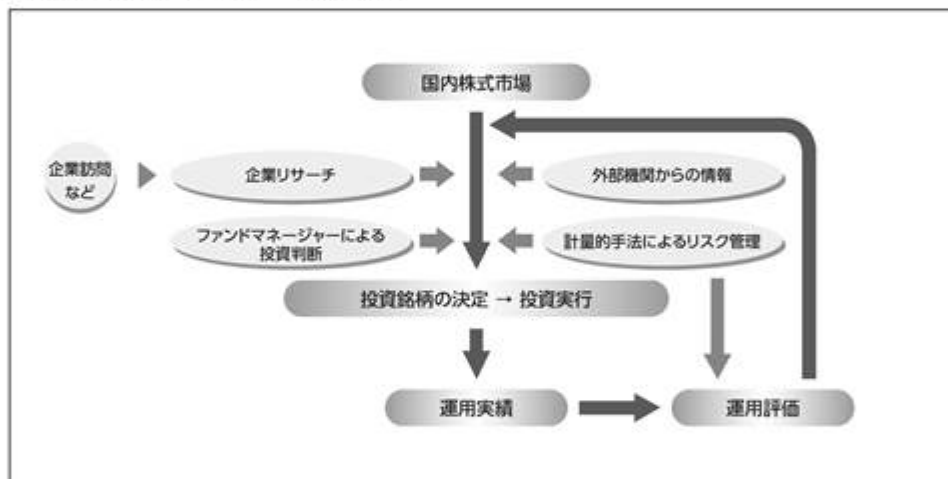 国内株式市場
企業訪問
など
企業リサーチ
外部機関からの情報
ファンドマネージャーによる
投資判断
計量的手法によるリスク管理
投資銘柄の決定 → 投資実行
運用実績
運用評価